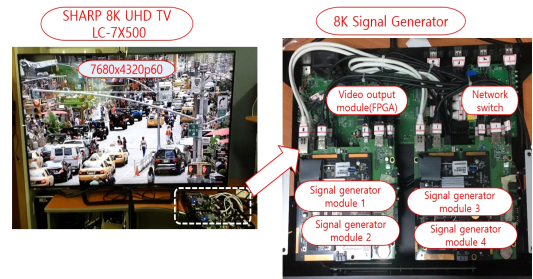 SHARP 8K UHD TV
LC-7X500
7680x4320p60
8K Signal Generator
Video output
module(FPGA)
Network
switch
Signal generator
module 1
Signal generator
module 2
Signal generator
module 3
Signal generator
module 4